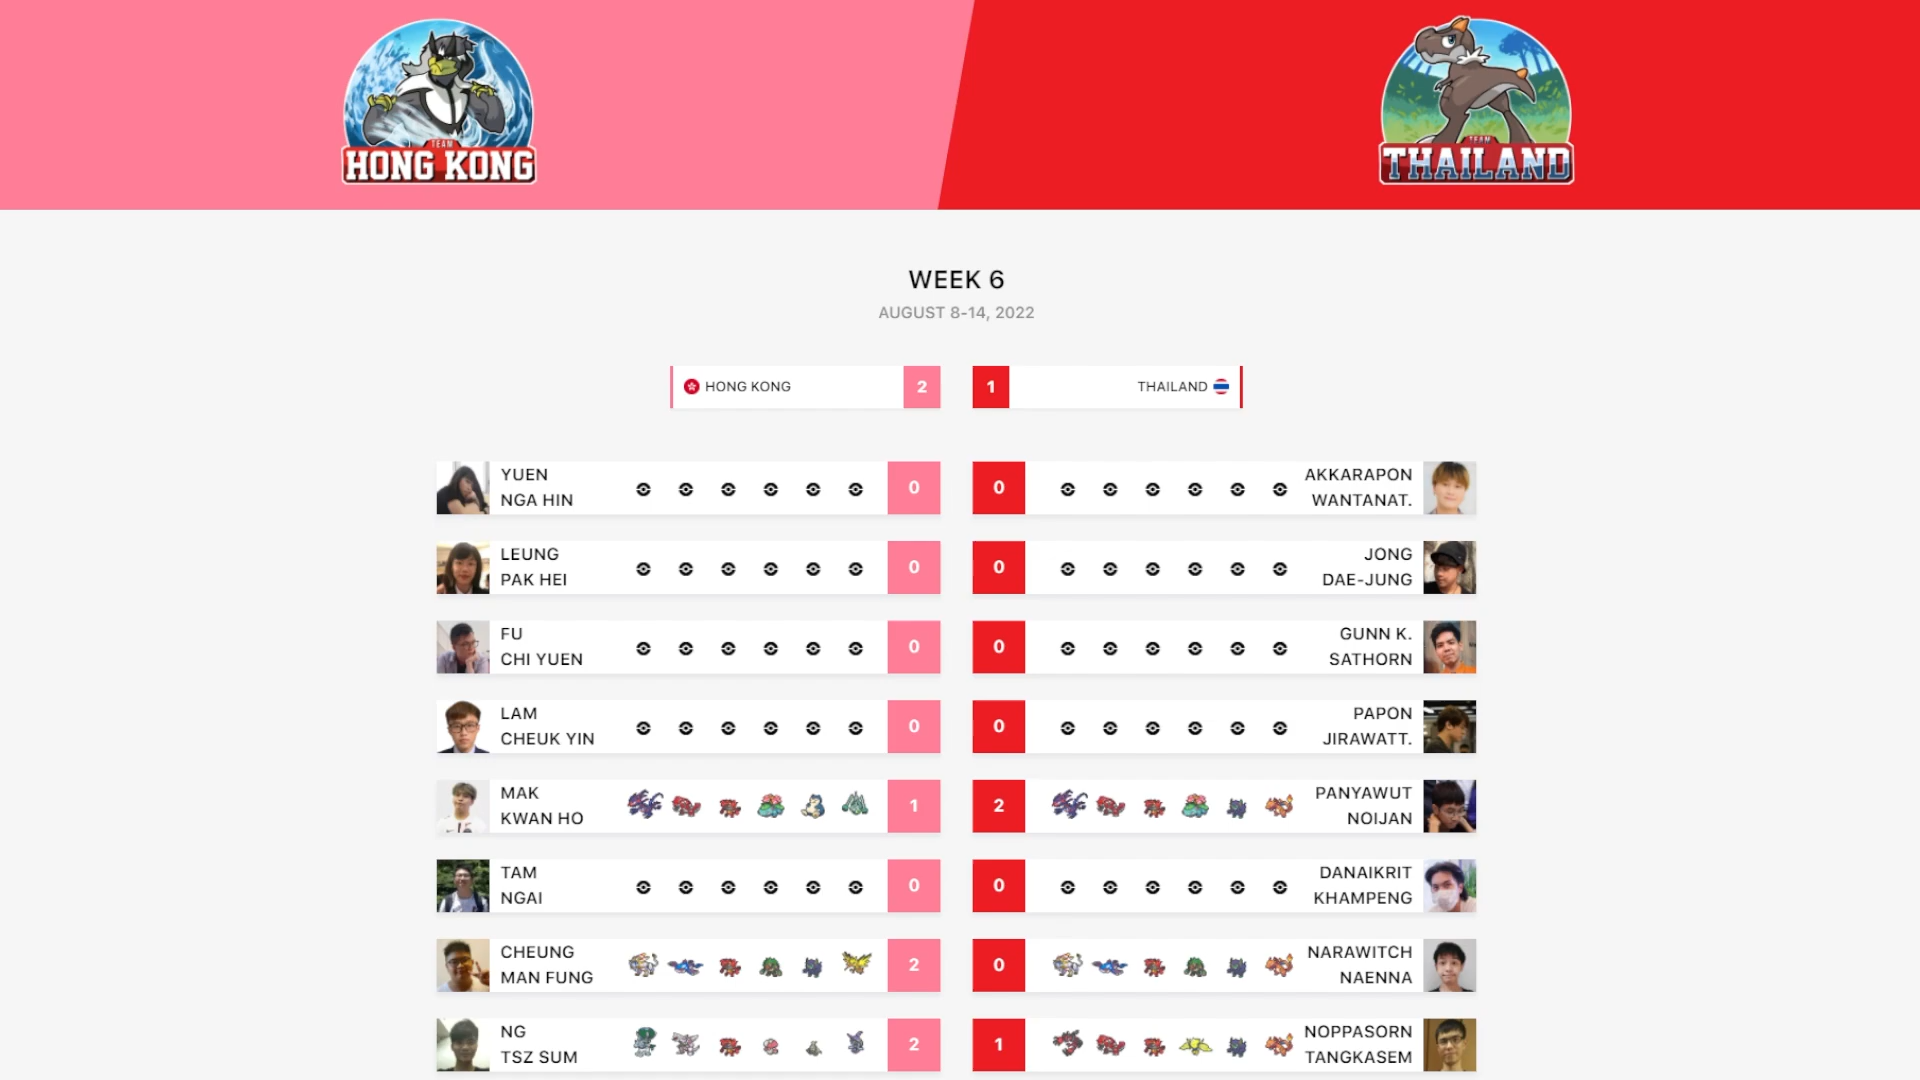 TEAM
HONG KONG
TEAM
THAILAND
WEEK 6
AUGUST 8-14, 2022
HONG KONG 2 1 THAILAND
YUEN
NGA HIN
0 0
AKKARAPON
WANTANAT.
LEUNG
PAK HEI
0 0
JONG
DAE-JUNG
FU
CHI YUEN
0 0
GUNN K.
SATHORN
LAM
CHEUK YIN
0 0
PAPON
JIRAWATT.
MAK
KWAN HO
1 2
PANYAWUT
NOIJAN
TAM
NGAI
0 0
DANAIKRIT
KHAMPENG
CHEUNG
MAN FUNG
2 0
NARAWITCH
NAENNA
NG
TSZ SUM
2 1
NOPPASORN
TANGKASEM